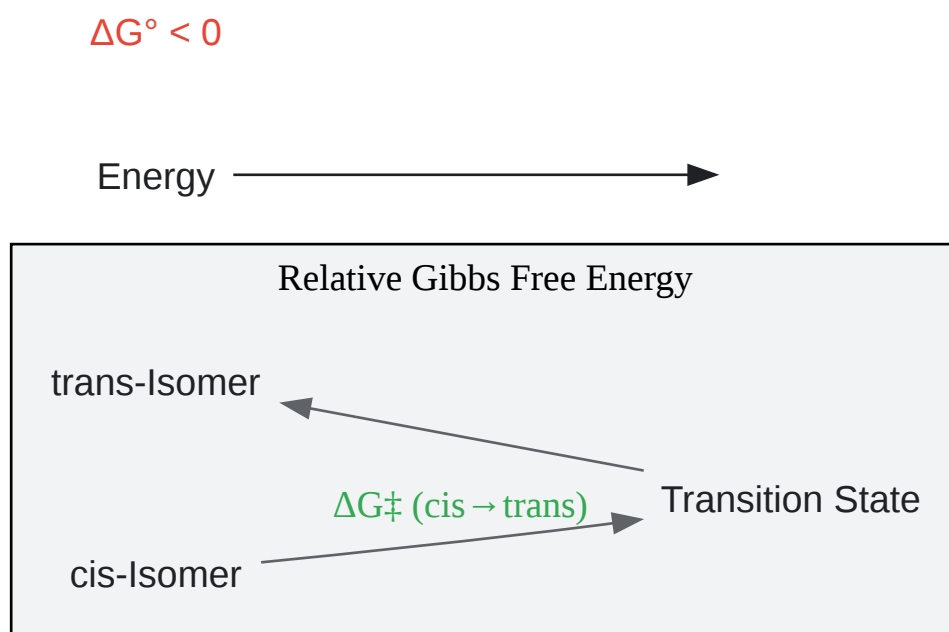 ΔG° < 0
Energy
Relative Gibbs Free Energy
trans-Isomer
ΔG‡ (cis→trans)
Transition State
cis-Isomer